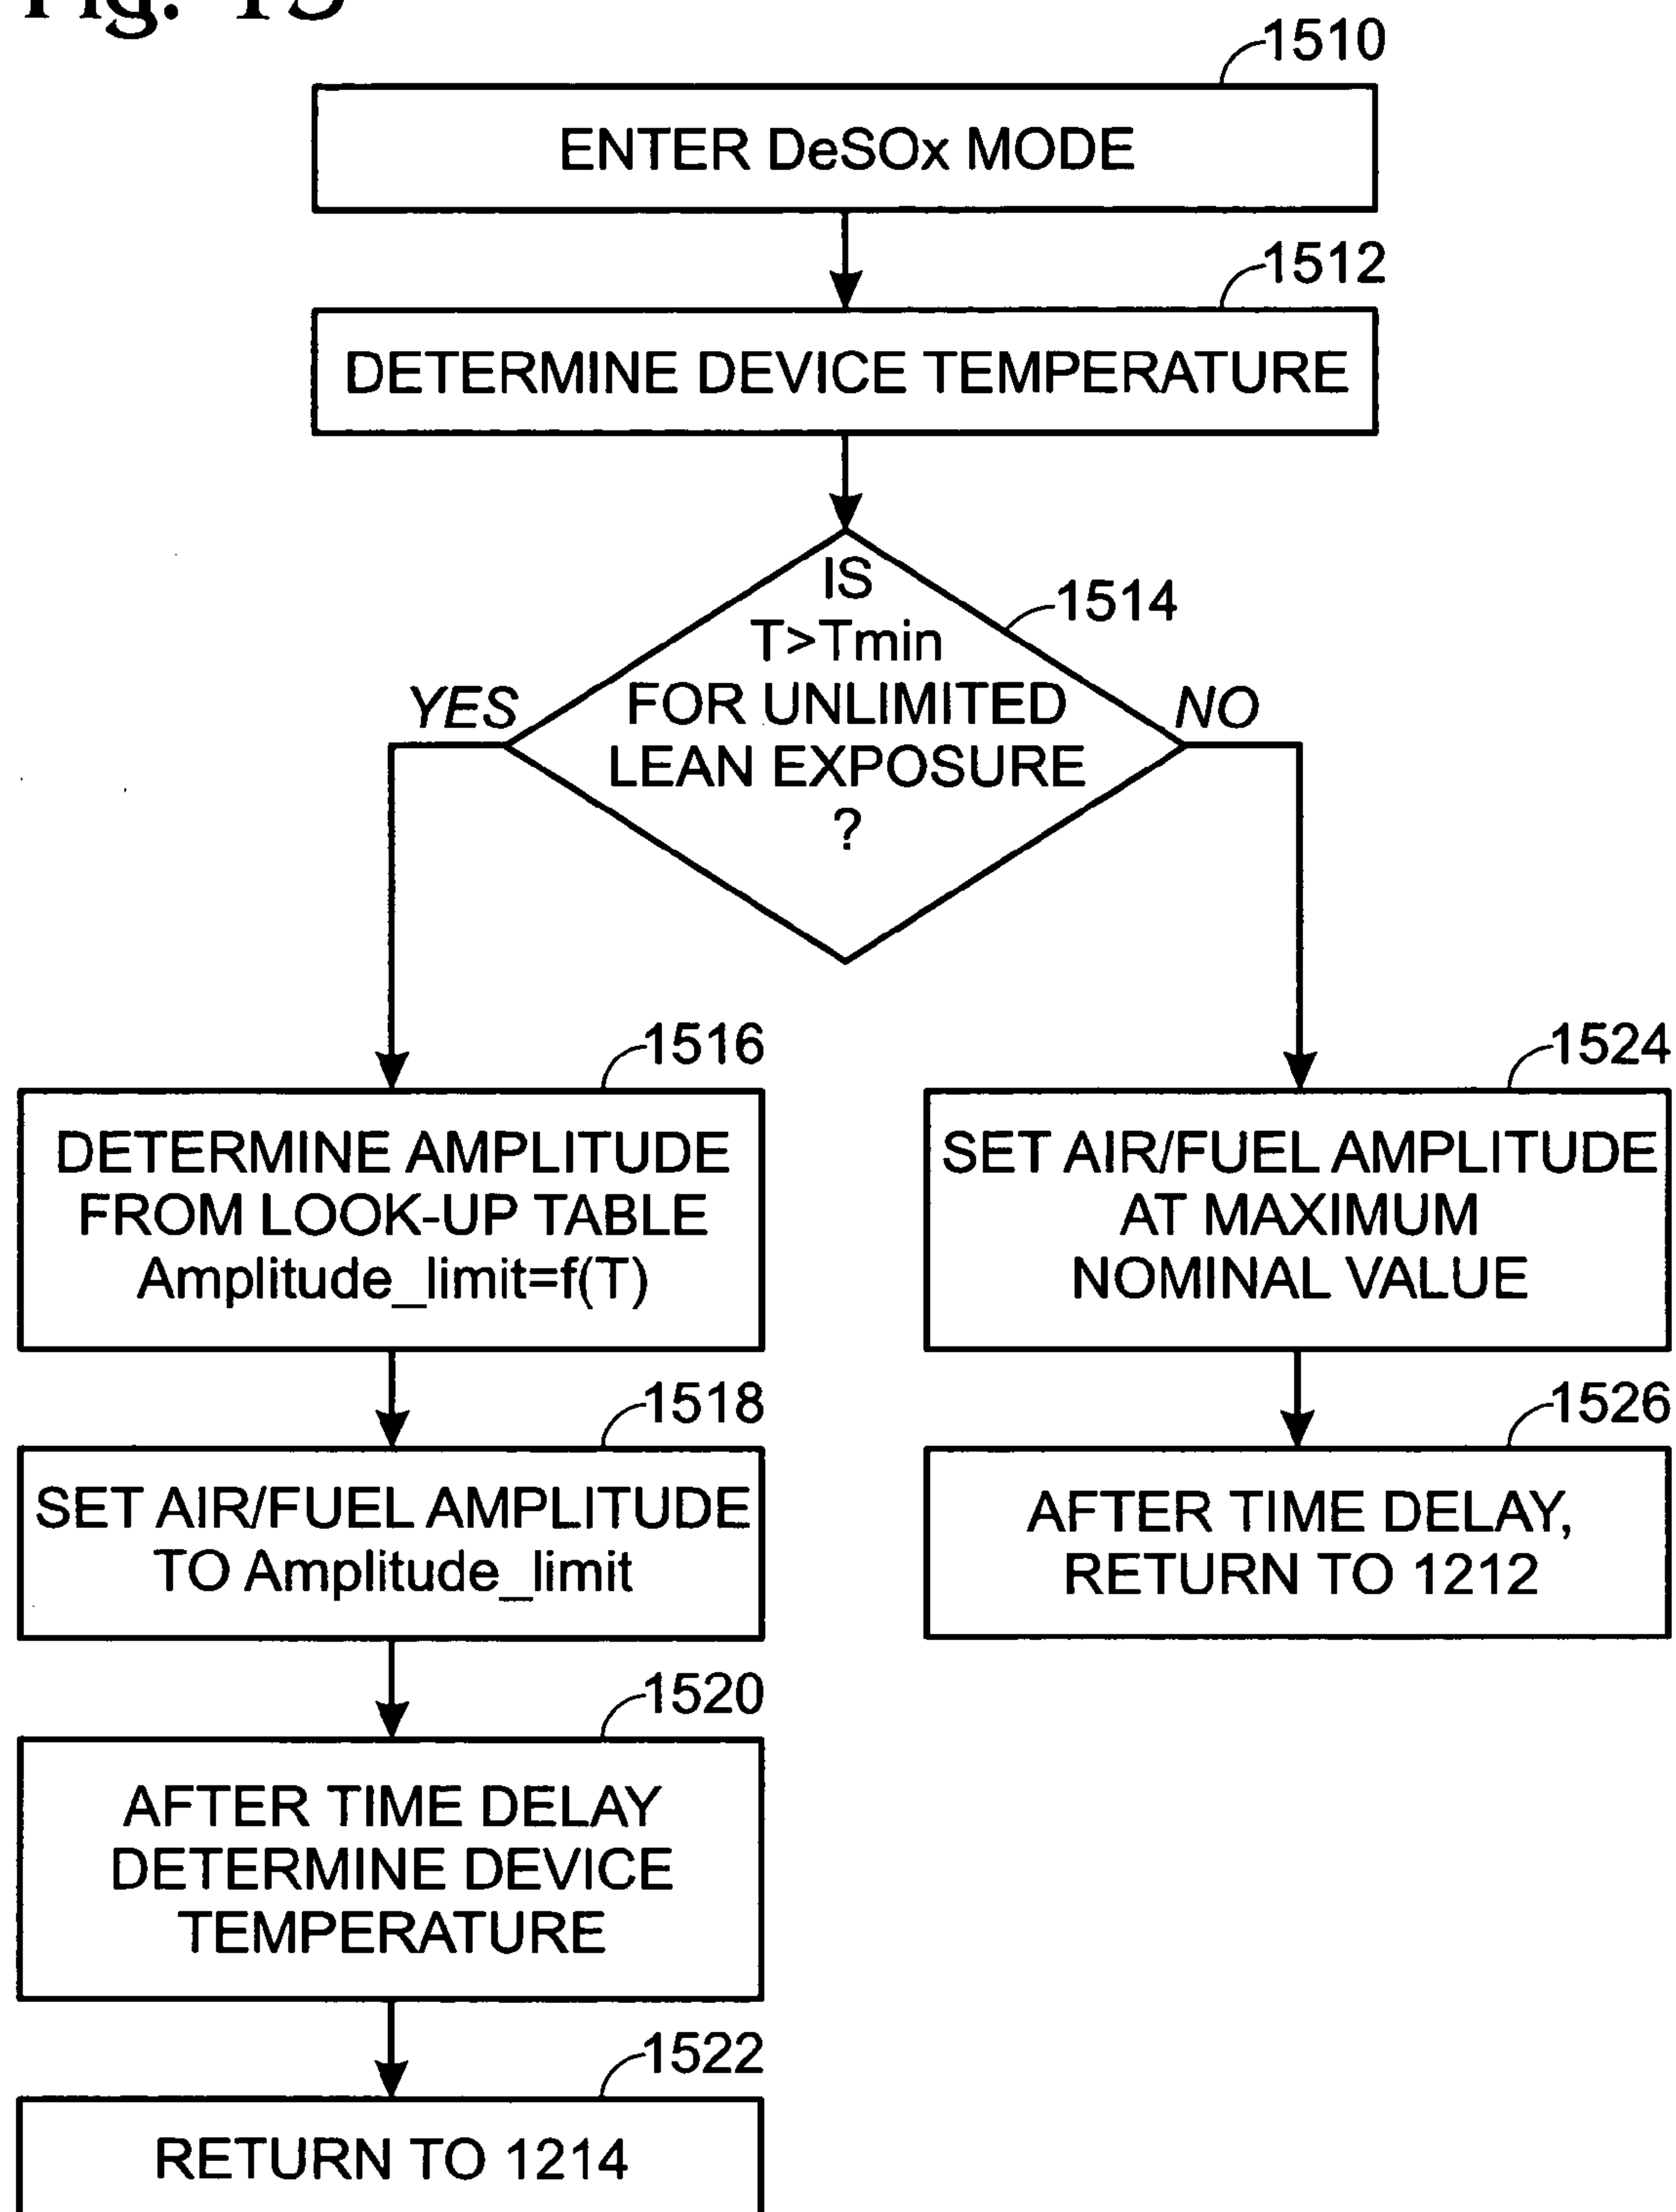 Fig. 15
1510
ENTER DeSOx MODE
1512
DETERMINE DEVICE TEMPERATURE
1514
IS
T>Tmin
FOR UNLIMITED
LEAN EXPOSURE
?
YES
NO
1516
DETERMINE AMPLITUDE
FROM LOOK-UP TABLE
Amplitude_limit=f(T)
1524
SET AIR/FUEL AMPLITUDE
AT MAXIMUM
NOMINAL VALUE
1518
SET AIR/FUEL AMPLITUDE
TO Amplitude_limit
1526
AFTER TIME DELAY,
RETURN TO 1212
1520
AFTER TIME DELAY
DETERMINE DEVICE
TEMPERATURE
1522
RETURN TO 1214